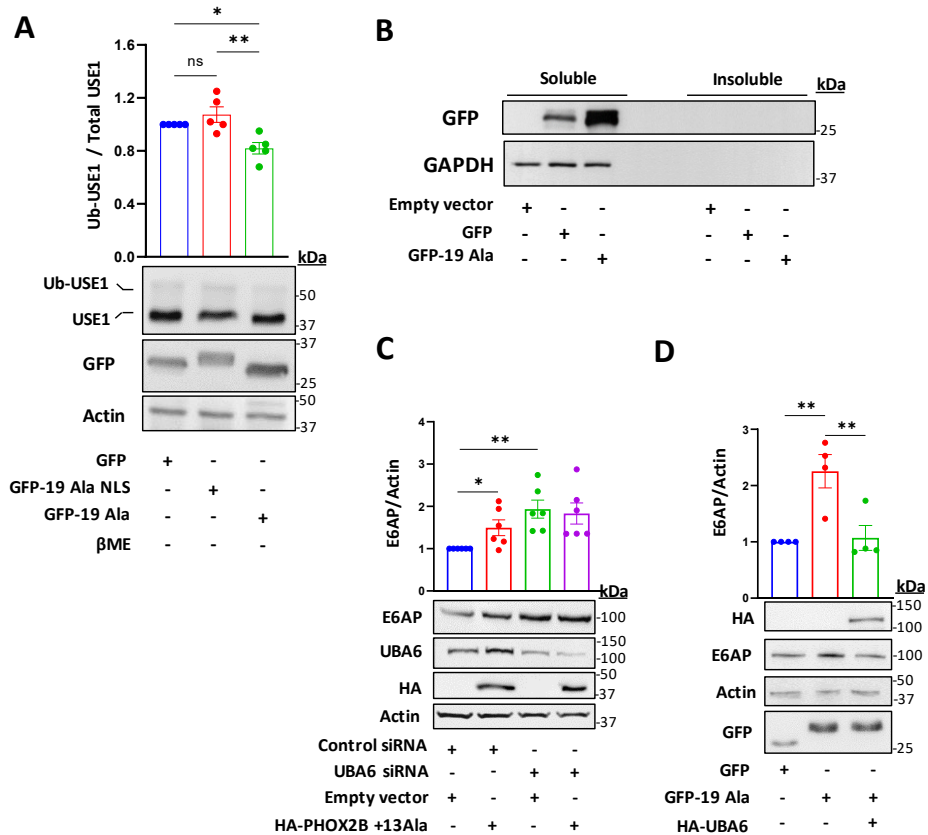 A
*
**
ns
Ub-USE1 / Total USE1
1.6
1.2
0.8
0.4
0.0
kDa
Ub-USE1
-50
USE1
-37
GFP
-37
-25
Actin
-50
-37
GFP + - -
GFP-19 Ala NLS - + -
GFP-19 Ala - - +
βME - - -
B
Soluble Insoluble kDa
GFP
-25
GAPDH
-37
Empty vector + - - + - -
GFP - + - - + -
GFP-19 Ala - - + - - +
C
**
*
E6AP/Actin
4
3
2
1
0
kDa
E6AP -100
UBA6 -150
-100
HA -50
-37
Actin -37
Control siRNA + + - -
UBA6 siRNA - - + +
Empty vector + - + -
HA-PHOX2B +13Ala - + - +
D
** **
E6AP/Actin
3
2
1
0
kDa
HA -150
-100
E6AP -100
Actin -50
-37
GFP -25
GFP + - -
GFP-19 Ala - + +
HA-UBA6 - - +